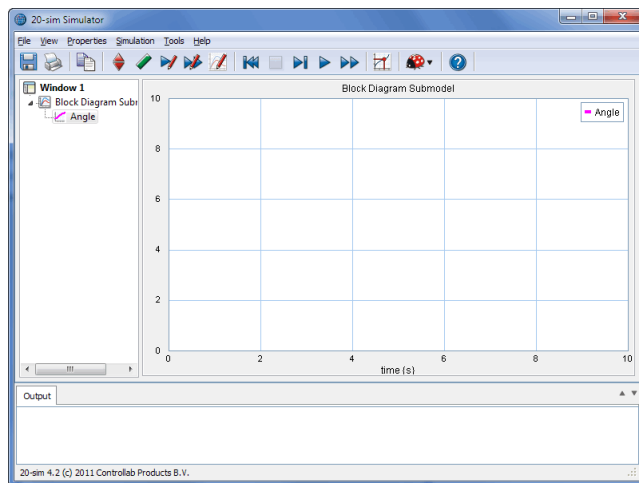 20-sim Simulator
File View Properties Simulation Tools Help
Window 1
Block Diagram Subr
Angle
Block Diagram Submodel
Angle
10
8
6
4
2
0
0 2 4 6 8 10
time (s)
Output
20-sim 4.2 (c) 2011 Controllab Products B.V.